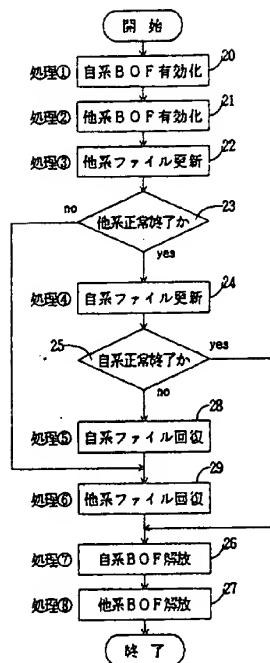 開始
20
処理① 自系BOF有効化
21
処理② 他系BOF有効化
22
処理③ 他系ファイル更新
23
no 他系正常終了か
yes
24
処理④ 自系ファイル更新
25 自系正常終了か yes
no
28
処理⑤ 自系ファイル回復
29
処理⑥ 他系ファイル回復
26
処理⑦ 自系BOF解放
27
処理⑧ 他系BOF解放
終了